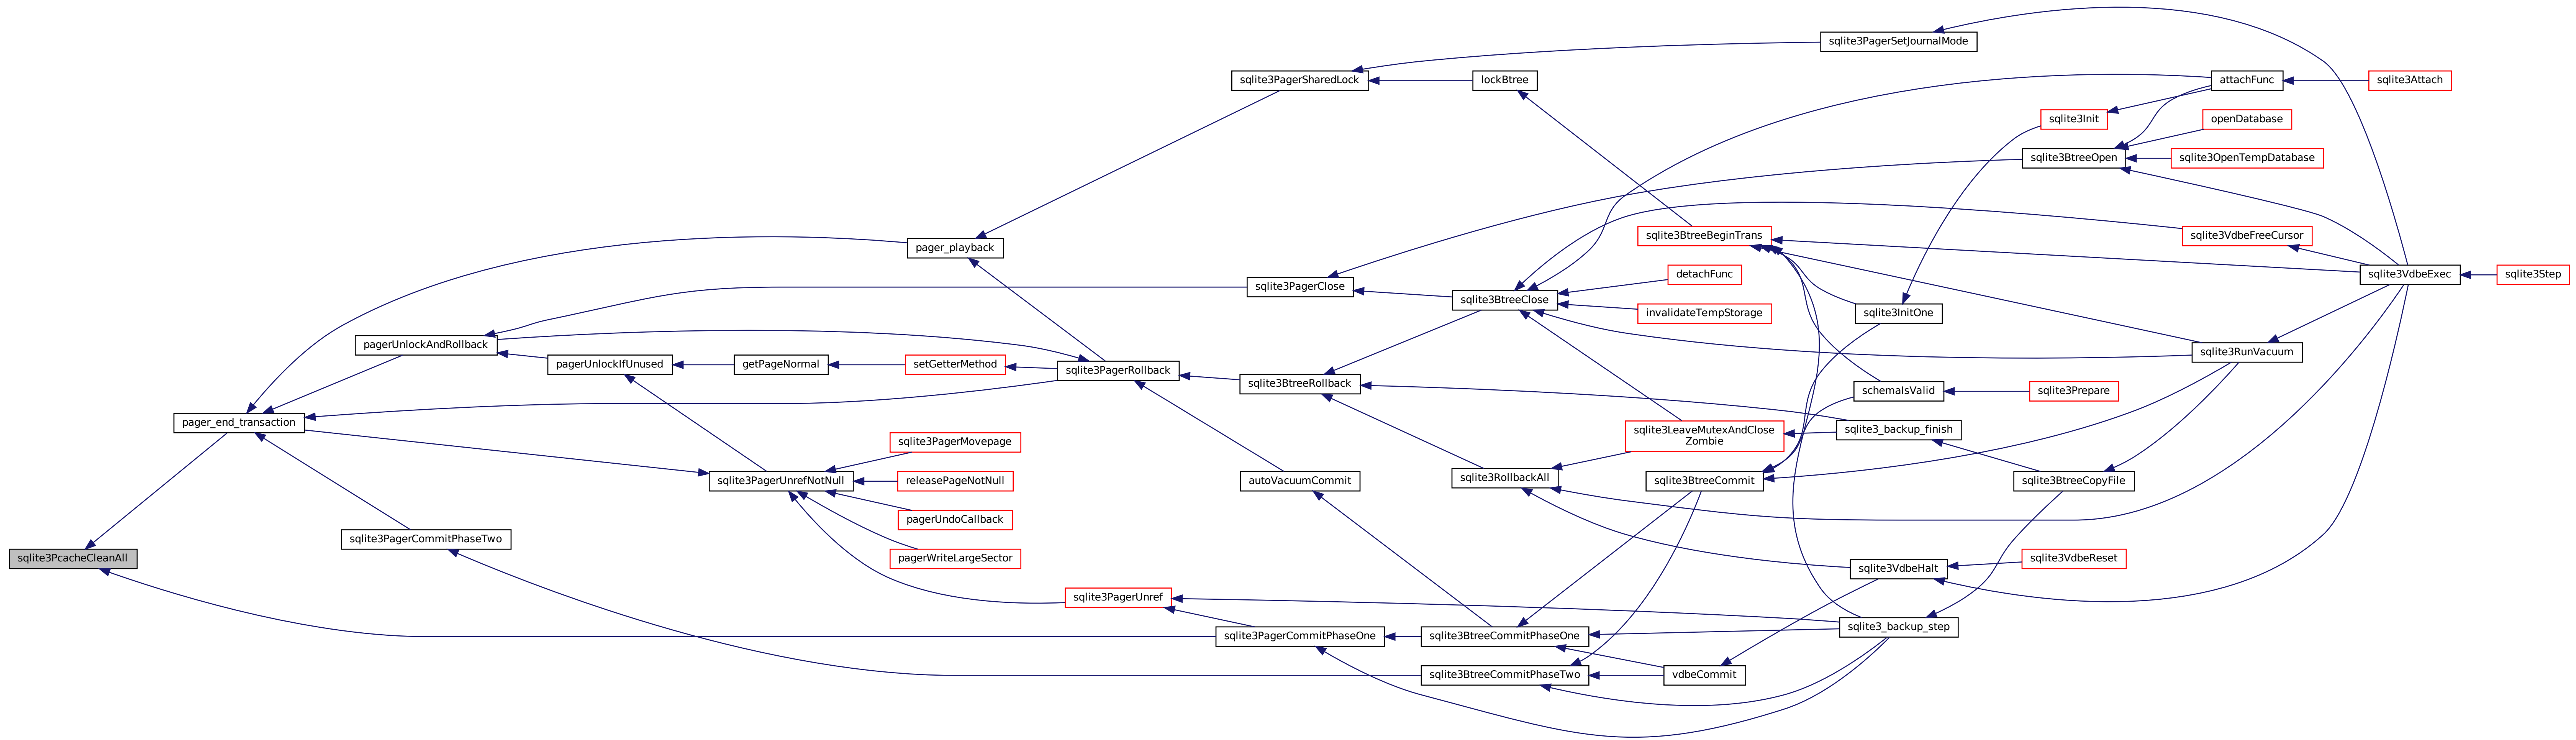 sqlite3PcacheCleanAll
pager_end_transaction
pagerUnlockAndRollback
sqlite3PagerCommitPhaseTwo
pagerUnlockIfUnused
sqlite3PagerUnrefNotNull
getPageNormal
pager_playback
setGetterMethod
sqlite3PagerMovepage
releasePageNotNull
pagerUndoCallback
pagerWriteLargeSector
sqlite3PagerRollback
sqlite3PagerUnref
sqlite3PagerSharedLock
sqlite3PagerClose
sqlite3BtreeRollback
autoVacuumCommit
sqlite3PagerCommitPhaseOne
lockBtree
sqlite3BtreeClose
sqlite3RollbackAll
sqlite3BtreeCommitPhaseOne
sqlite3BtreeCommitPhaseTwo
sqlite3BtreeBeginTrans
detachFunc
invalidateTempStorage
sqlite3LeaveMutexAndClose
Zombie
sqlite3BtreeCommit
vdbeCommit
sqlite3PagerSetJournalMode
sqlite3InitOne
schemaIsValid
sqlite3_backup_finish
sqlite3VdbeHalt
sqlite3_backup_step
sqlite3Init
sqlite3BtreeOpen
sqlite3Prepare
sqlite3BtreeCopyFile
sqlite3VdbeReset
attachFunc
openDatabase
sqlite3OpenTempDatabase
sqlite3VdbeFreeCursor
sqlite3RunVacuum
sqlite3Attach
sqlite3VdbeExec
sqlite3Step